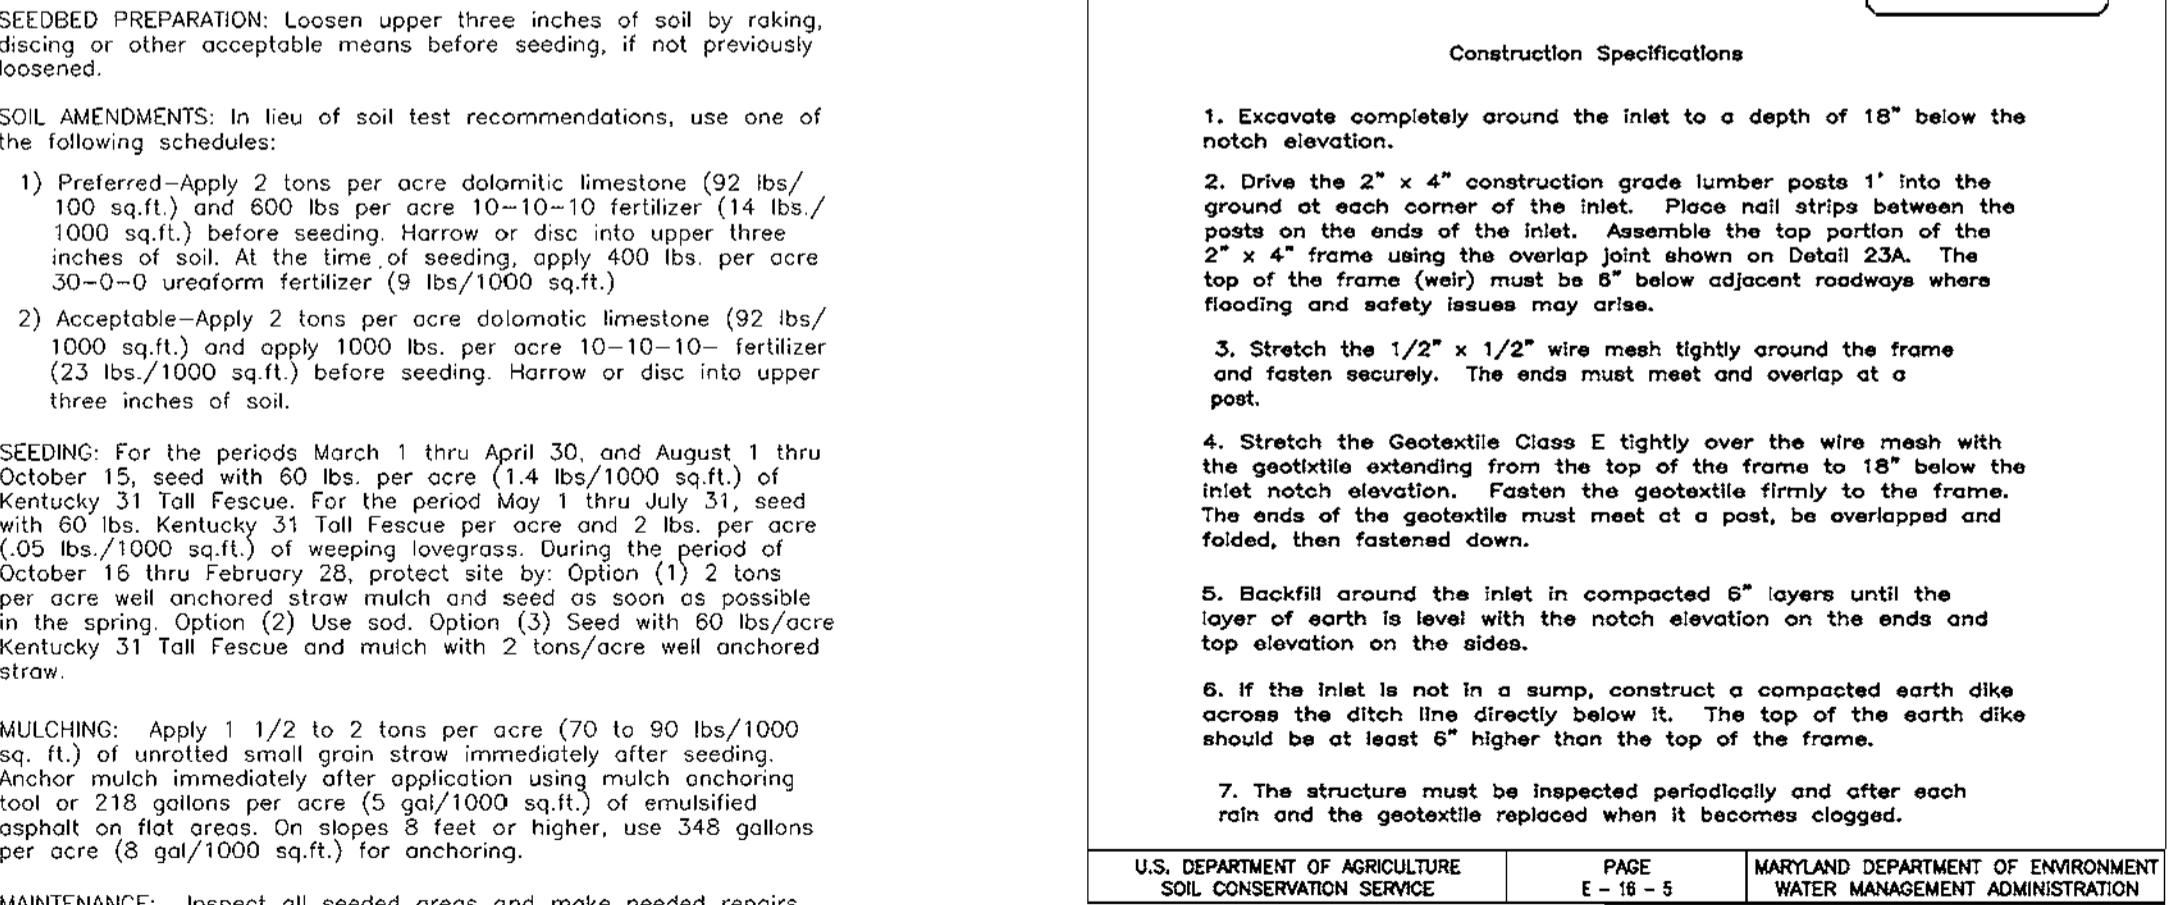 SEEDBED PREPARATION: Loosen upper three inches of soil by raking,
discing or other acceptable means before seeding, if not previously
loosened.
SOIL AMENDMENTS: In lieu of soil test recommendations, use one of
the following schedules:
1) Preferred-Apply 2 tons per acre dolomitic limestone (92 lbs/
100 sq.ft.) and 600 lbs per acre 10-10-10 fertilizer (14 lbs./
1000 sq.ft.) before seeding. Harrow or disc into upper three
inches of soil. At the time of seeding, apply 400 lbs. per acre
30-0-0 ureaform fertilizer (9 lbs/1000 sq.ft.)
2) Acceptable-Apply 2 tons per acre dolomatic limestone (92 lbs/
1000 sq.ft.) and apply 1000 lbs. per acre 10-10-10- fertilizer
(23 lbs./1000 sq.ft.) before seeding. Harrow or disc into upper
three inches of soil.
SEEDING: For the periods March 1 thru April 30, and August 1 thru
October 15, seed with 60 lbs. per acre (1.4 lbs/1000 sq.ft.) of
Kentucky 31 Tall Fescue. For the period May 1 thru July 31, seed
with 60 lbs. Kentucky 31 Tall Fescue per acre and 2 lbs. per acre
(.05 lbs./1000 sq.ft.) of weeping lovegrass. During the period of
October 16 thru February 28, protect site by: Option (1) 2 tons
per acre well anchored straw mulch and seed as soon as possible
in the spring. Option (2) Use sod. Option (3) Seed with 60 lbs/acre
Kentucky 31 Tall Fescue and mulch with 2 tons/acre well anchored
straw.
MULCHING: Apply 1 1/2 to 2 tons per acre (70 to 90 lbs/1000
sq. ft.) of unrotted small grain straw immediately after seeding.
Anchor mulch immediately after application using mulch anchoring
tool or 218 gallons per acre (5 gal/1000 sq.ft.) of emulsified
asphalt on flat areas. On slopes 8 feet or higher, use 348 gallons
per acre (8 gal/1000 sq.ft.) for anchoring.
MAINTENANCE: Inspect all seeded areas and make needed repairs,
Construction Specifications
1. Excavate completely around the inlet to a depth of 18" below the
notch elevation.
2. Drive the 2" x 4" construction grade lumber posts 1' into the
ground at each corner of the inlet. Place nail strips between the
posts on the ends of the inlet. Assemble the top portion of the
2" x 4" frame using the overlap joint shown on Detail 23A. The
top of the frame (weir) must be 6" below adjacent roadways where
flooding and safety issues may arise.
3. Stretch the 1/2" x 1/2" wire mesh tightly around the frame
and fasten securely. The ends must meet and overlap at a
post.
4. Stretch the Geotextile Class E tightly over the wire mesh with
the geotixtile extending from the top of the frame to 18" below the
inlet notch elevation. Fasten the geotextile firmly to the frame.
The ends of the geotextile must meet at a post, be overlapped and
folded, then fastened down.
5. Backfill around the inlet in compacted 6" layers until the
layer of earth is level with the notch elevation on the ends and
top elevation on the sides.
6. If the inlet is not in a sump, construct a compacted earth dike
across the ditch line directly below it. The top of the earth dike
should be at least 6" higher than the top of the frame.
7. The structure must be inspected periodically and after each
rain and the geotextile replaced when it becomes clogged.
U.S. DEPARTMENT OF AGRICULTURE
SOIL CONSERVATION SERVICE
PAGE
E - 16 - 5
MARYLAND DEPARTMENT OF ENVIRONMENT
WATER MANAGEMENT ADMINISTRATION